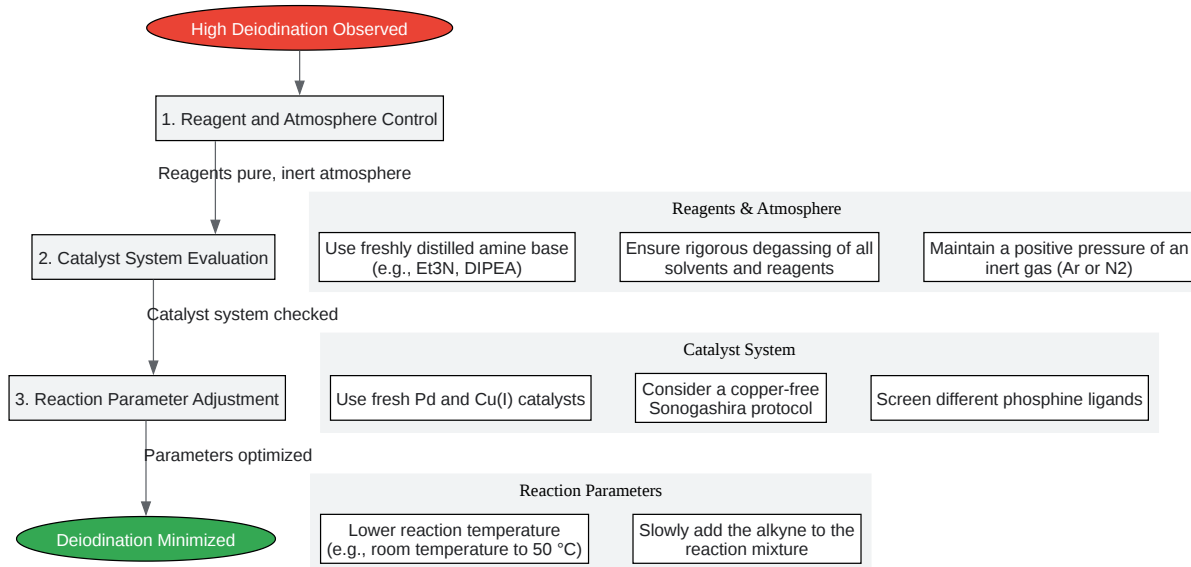 High Deiodination Observed
1. Reagent and Atmosphere Control
Reagents pure, inert atmosphere
Reagents & Atmosphere
2. Catalyst System Evaluation
Use freshly distilled amine base
(e.g., Et3N, DIPEA)
Ensure rigorous degassing of all
solvents and reagents
Maintain a positive pressure of an
inert gas (Ar or N2)
Catalyst system checked
Catalyst System
3. Reaction Parameter Adjustment
Use fresh Pd and Cu(I) catalysts
Consider a copper-free
Sonogashira protocol
Screen different phosphine ligands
Parameters optimized
Reaction Parameters
Deiodination Minimized
Lower reaction temperature
(e.g., room temperature to 50 °C)
Slowly add the alkyne to the
reaction mixture